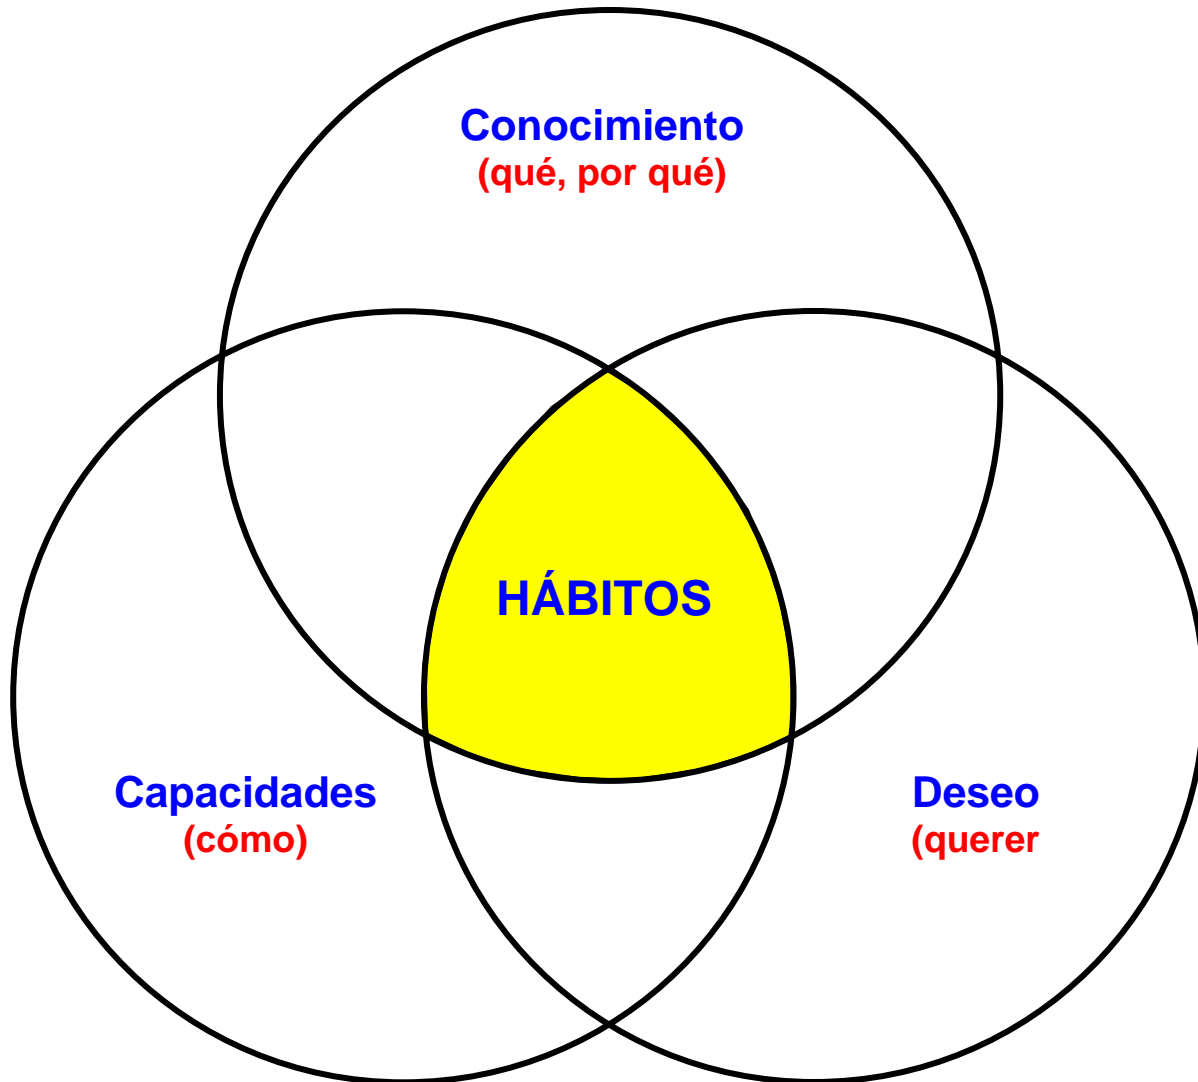 Conocimiento
(qué, por qué)
HÁBITOS
Capacidades
(cómo)
Deseo
(querer